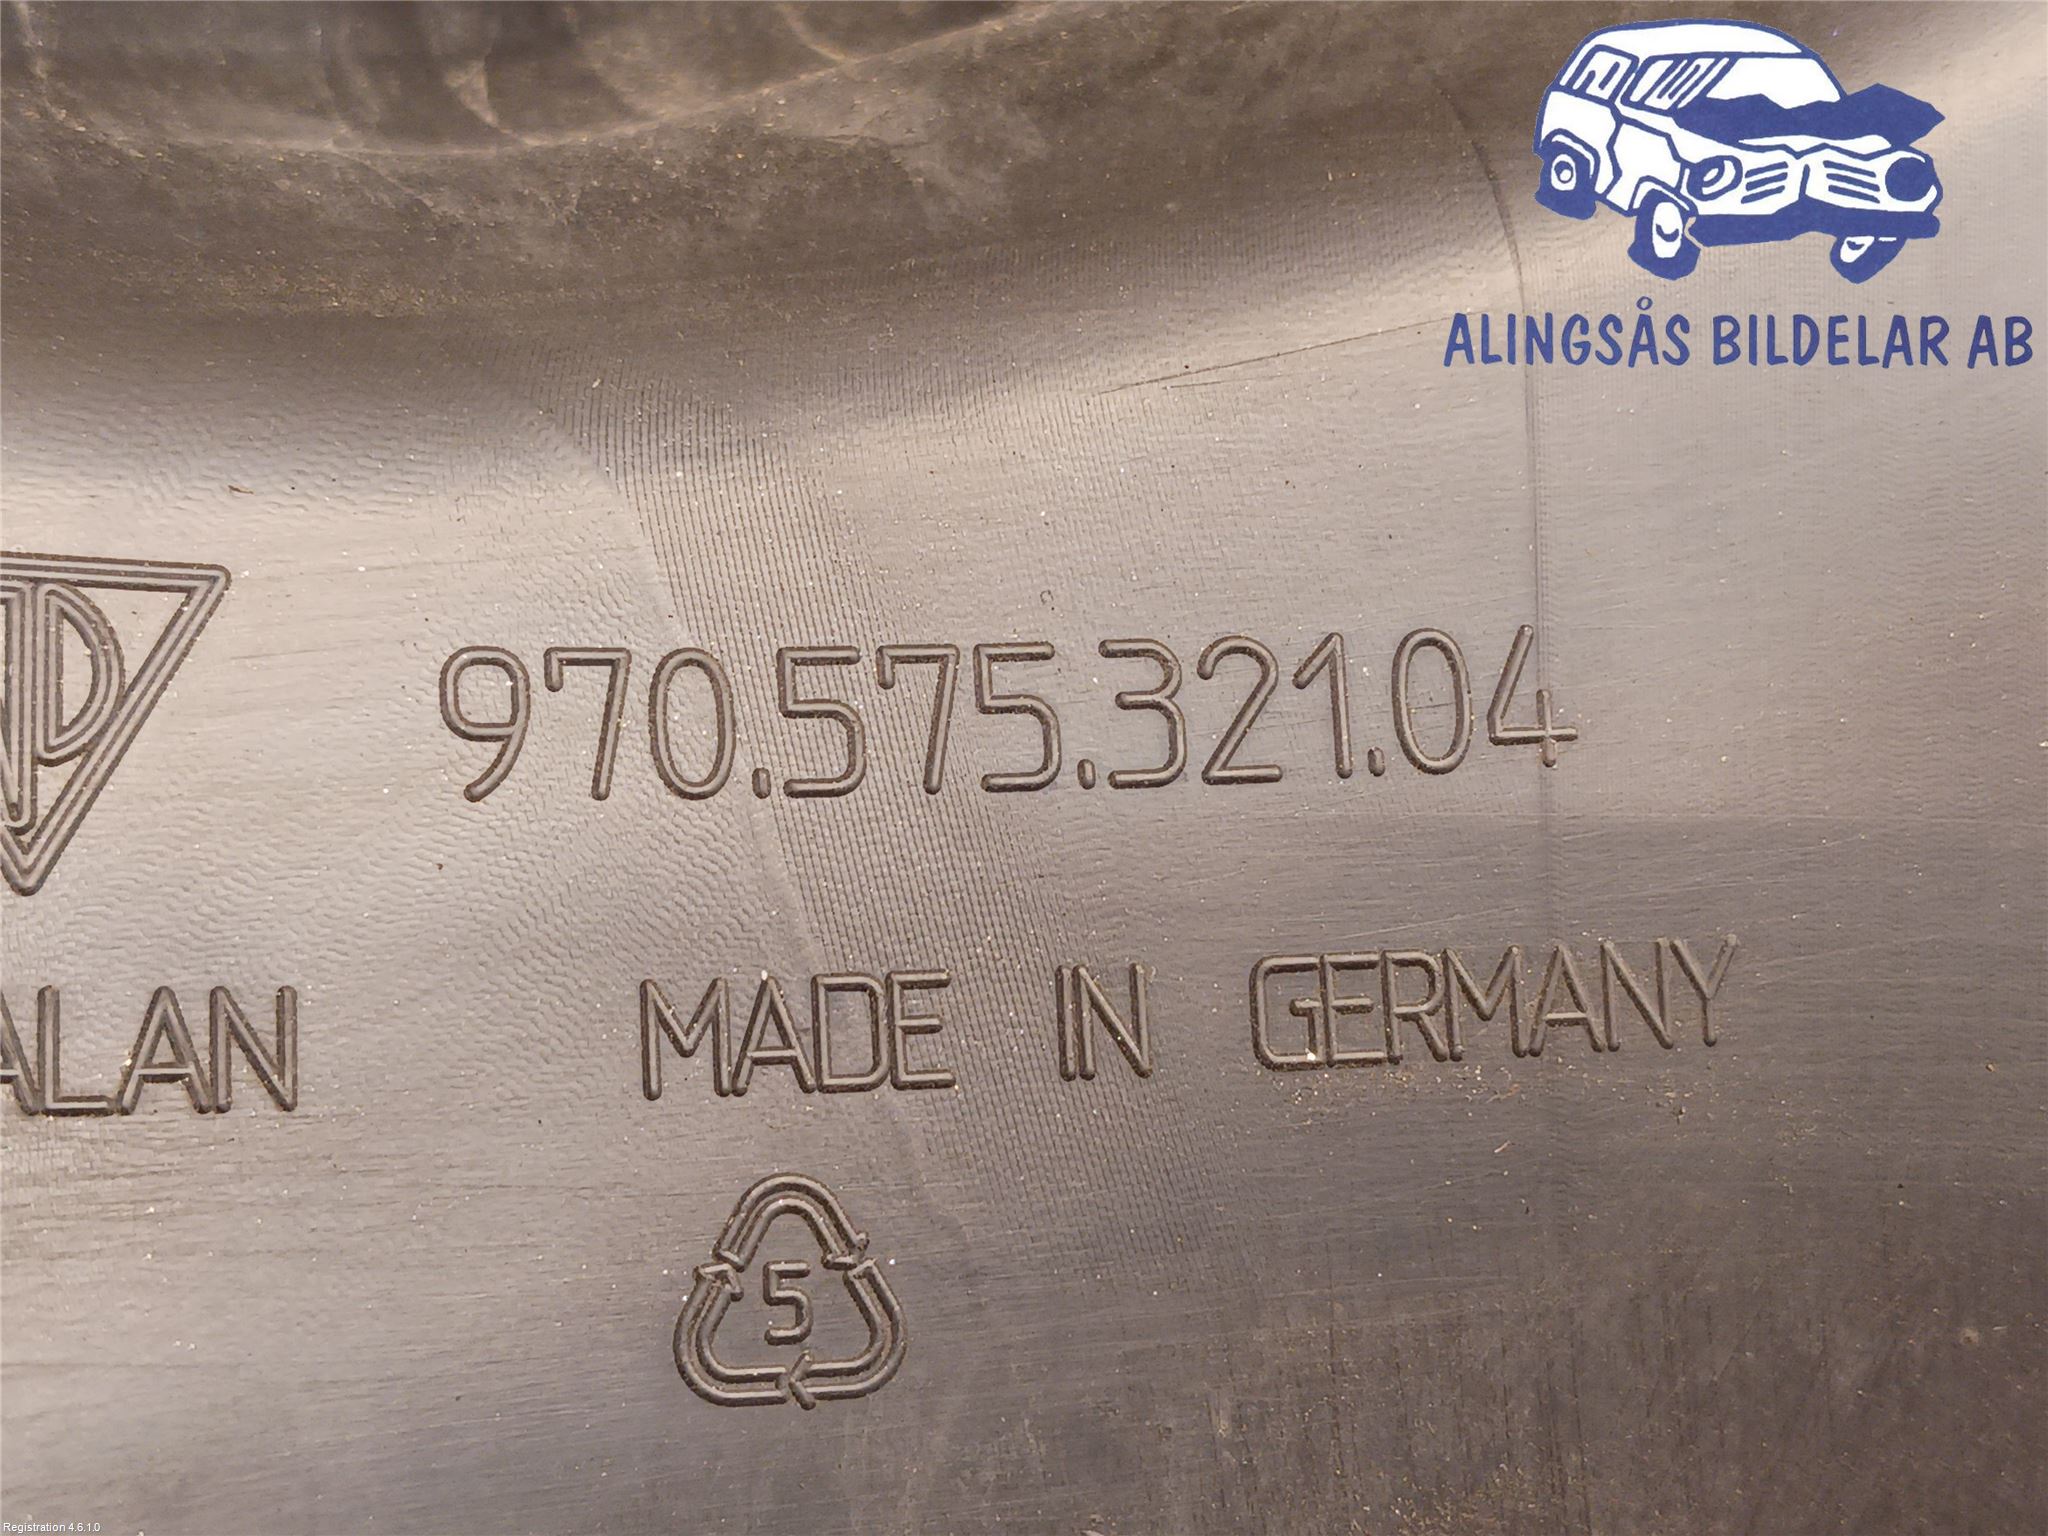 ALINGSÅS BILDELAR AB
970.575.321.04
ALAN
MADE IN GERMANY
5
Registration 4.6.1.0